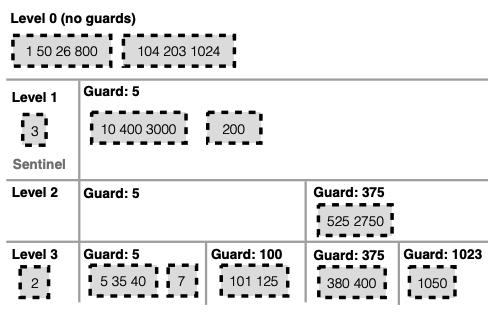 Level 0 (no guards)
1 50 26 800 104 203 1024
Level 1 Guard: 5
3 10 400 3000 200
Sentinel
Level 2 Guard: 5 Guard: 375
525 2750
Level 3 Guard: 5 Guard: 100 Guard: 375 Guard: 1023
2 5 35 40 7 101 125 380 400 1050